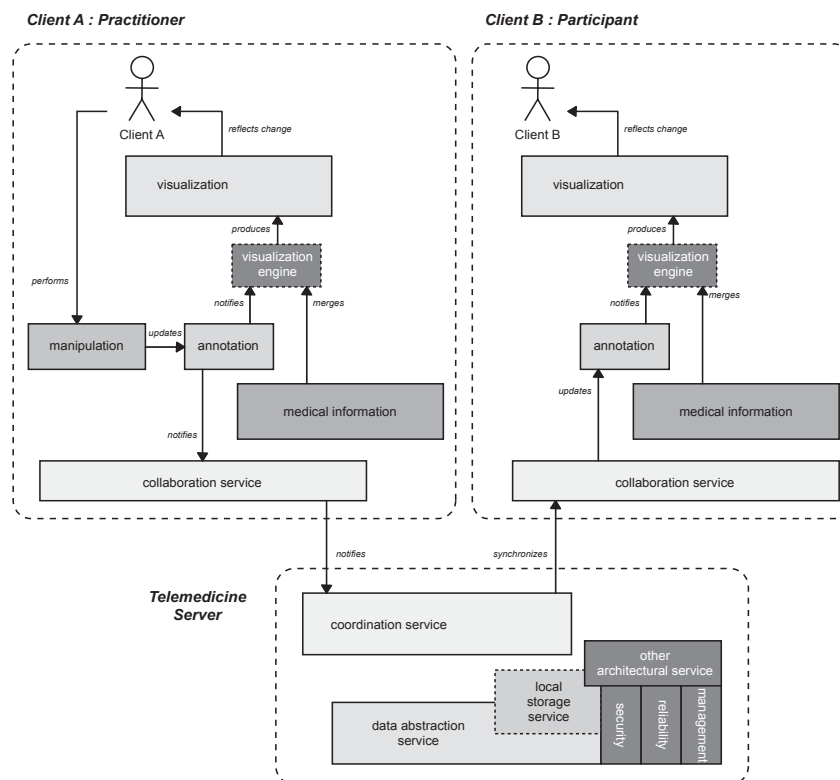 Client A : Practitioner
Client A
reflects change
visualization
produces
visualization
engine
performs
notifies
merges
manipulation
updates
annotation
medical information
notifies
collaboration service
Client B : Participant
Client B
reflects change
visualization
produces
visualization
engine
notifies
merges
annotation
updates
medical information
collaboration service
notifies
synchronizes
Telemedicine
Server
coordination service
other
architectural service
local
storage
service
data abstraction
service
security
reliability
management